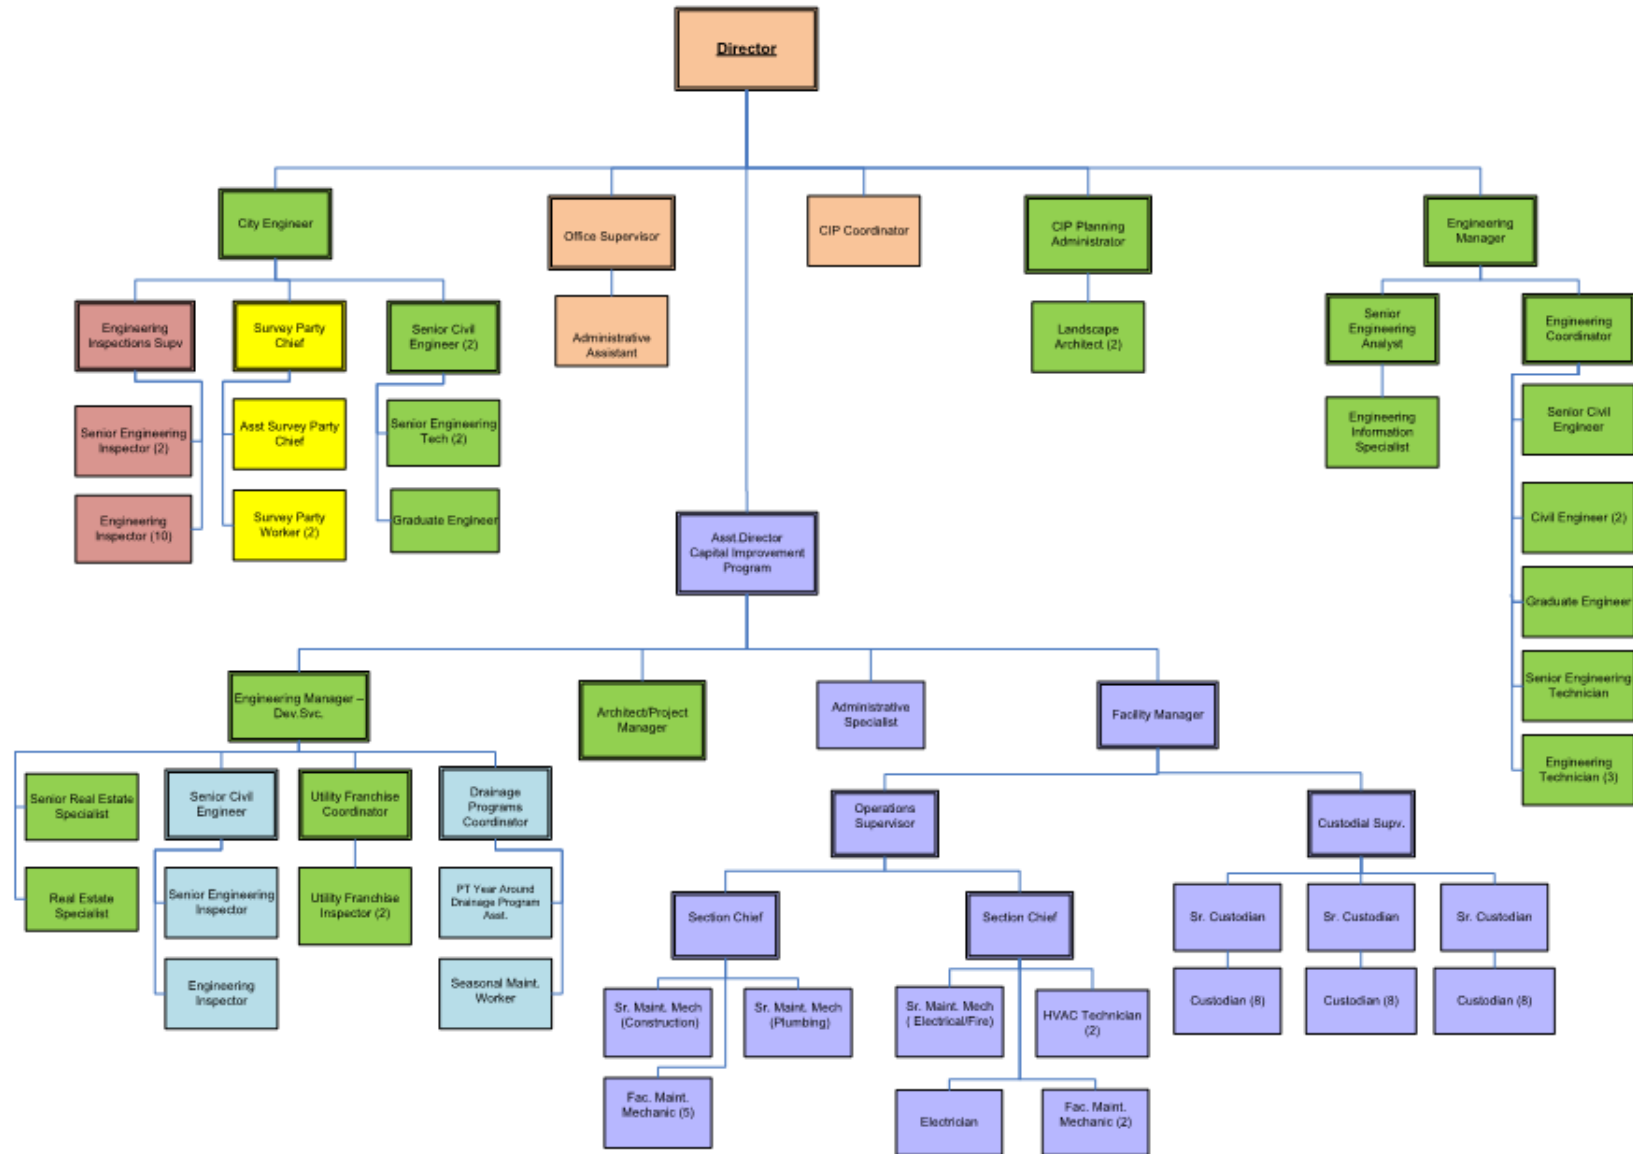 Director
City Engineer
Office Supervisor
CIP Coordinator
CIP Planning
Administrator
Engineering
Manager
Engineering
Inspections Supv
Survey Party
Chief
Senior Civil
Engineer (2)
Administrative
Assistant
Landscape
Architect (2)
Senior
Engineering
Analyst
Engineering
Coordinator
Senior Engineering
Inspector (2)
Asst Survey Party
Chief
Senior Engineering
Tech (2)
Engineering
Information
Specialist
Senior Civil
Engineer
Engineering
Inspector (10)
Survey Party
Worker (2)
Graduate Engineer
Civil Engineer (2)
Graduate Engineer
Senior Engineering
Technician
Engineering
Technician (3)
Asst.Director
Capital Improvement
Program
Engineering Manager –
Dev.Svc.
Architect/Project
Manager
Administrative
Specialist
Facility Manager
Senior Real Estate
Specialist
Senior Civil
Engineer
Utility Franchise
Coordinator
Drainage
Programs
Coordinator
Operations
Supervisor
Custodial Supv.
Real Estate
Specialist
Senior Engineering
Inspector
Utility Franchise
Inspector (2)
PT Year Around
Drainage Program
Asst.
Section Chief
Section Chief
Sr. Custodian
Sr. Custodian
Sr. Custodian
Engineering
Inspector
Seasonal Maint.
Worker
Sr. Maint. Mech
(Construction)
Sr. Maint. Mech
(Plumbing)
Sr. Maint. Mech
( Electrical/Fire)
HVAC Technician
(2)
Custodian (8)
Custodian (8)
Custodian (8)
Fac. Maint.
Mechanic (5)
Electrician
Fac. Maint.
Mechanic (2)